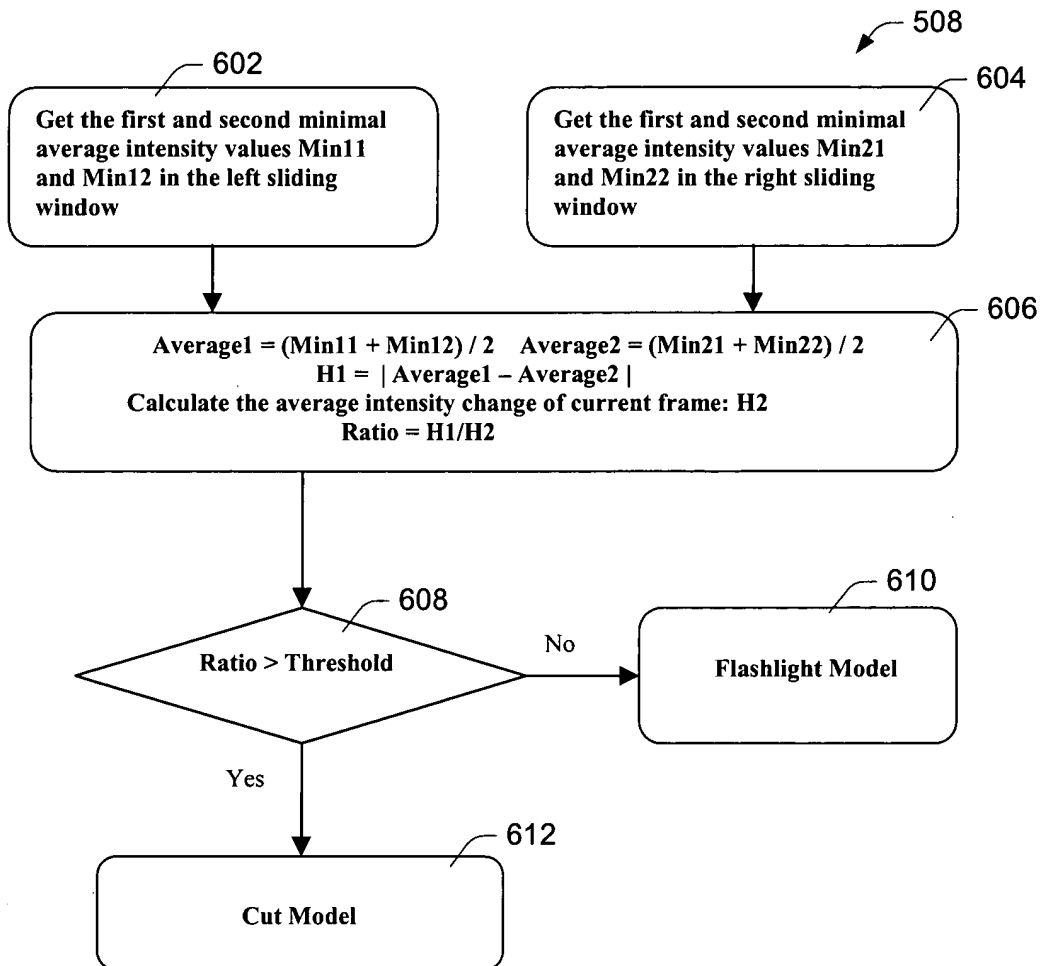 508
602
Get the first and second minimal
average intensity values Min11
and Min12 in the left sliding
window
604
Get the first and second minimal
average intensity values Min21
and Min22 in the right sliding
window
606
Average1 = (Min11 + Min12) / 2 Average2 = (Min21 + Min22) / 2
H1 = | Average1 – Average2 |
Calculate the average intensity change of current frame: H2
Ratio = H1/H2
608
Ratio > Threshold
No
610
Flashlight Model
Yes
612
Cut Model